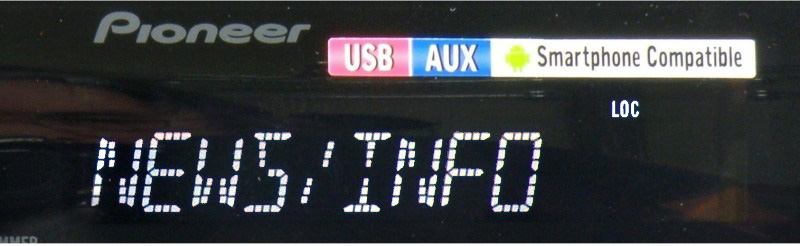 Pioneer
USB AUX Smartphone Compatible
LOC
NEWS/INFO